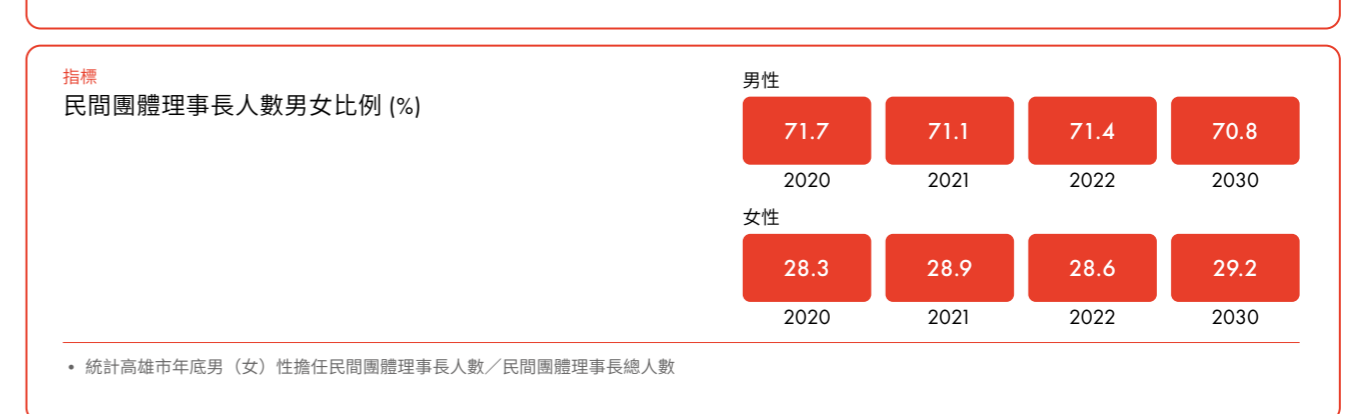 指標
民間團體理事長人數男女比例 (%)
男性
71.7 71.1 71.4 70.8
2020 2021 2022 2030
女性
28.3 28.9 28.6 29.2
2020 2021 2022 2030
• 統計高雄市年底男（女）性擔任民間團體理事長人數／民間團體理事長總人數